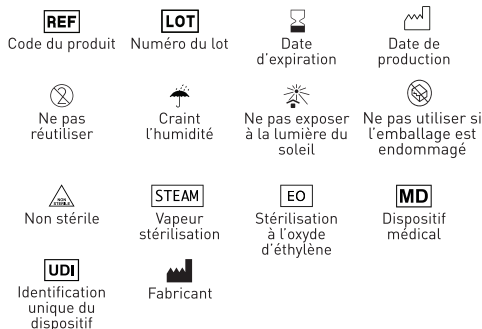 REF
Code du produit
LOT
Numéro du lot
Date
d'expiration
Date de
production
2
Ne pas
réutiliser
Craint
l'humidité
Ne pas exposer
à la lumière du
soleil
Ne pas utiliser si
l'emballage est
endommagé
NON
STERILE
Non stérile
STEAM
Vapeur
stérilisation
EO
Stérilisation
à l'oxyde
d'éthylène
MD
Dispositif
médical
UDI
Identification
unique du
dispositif
Fabricant